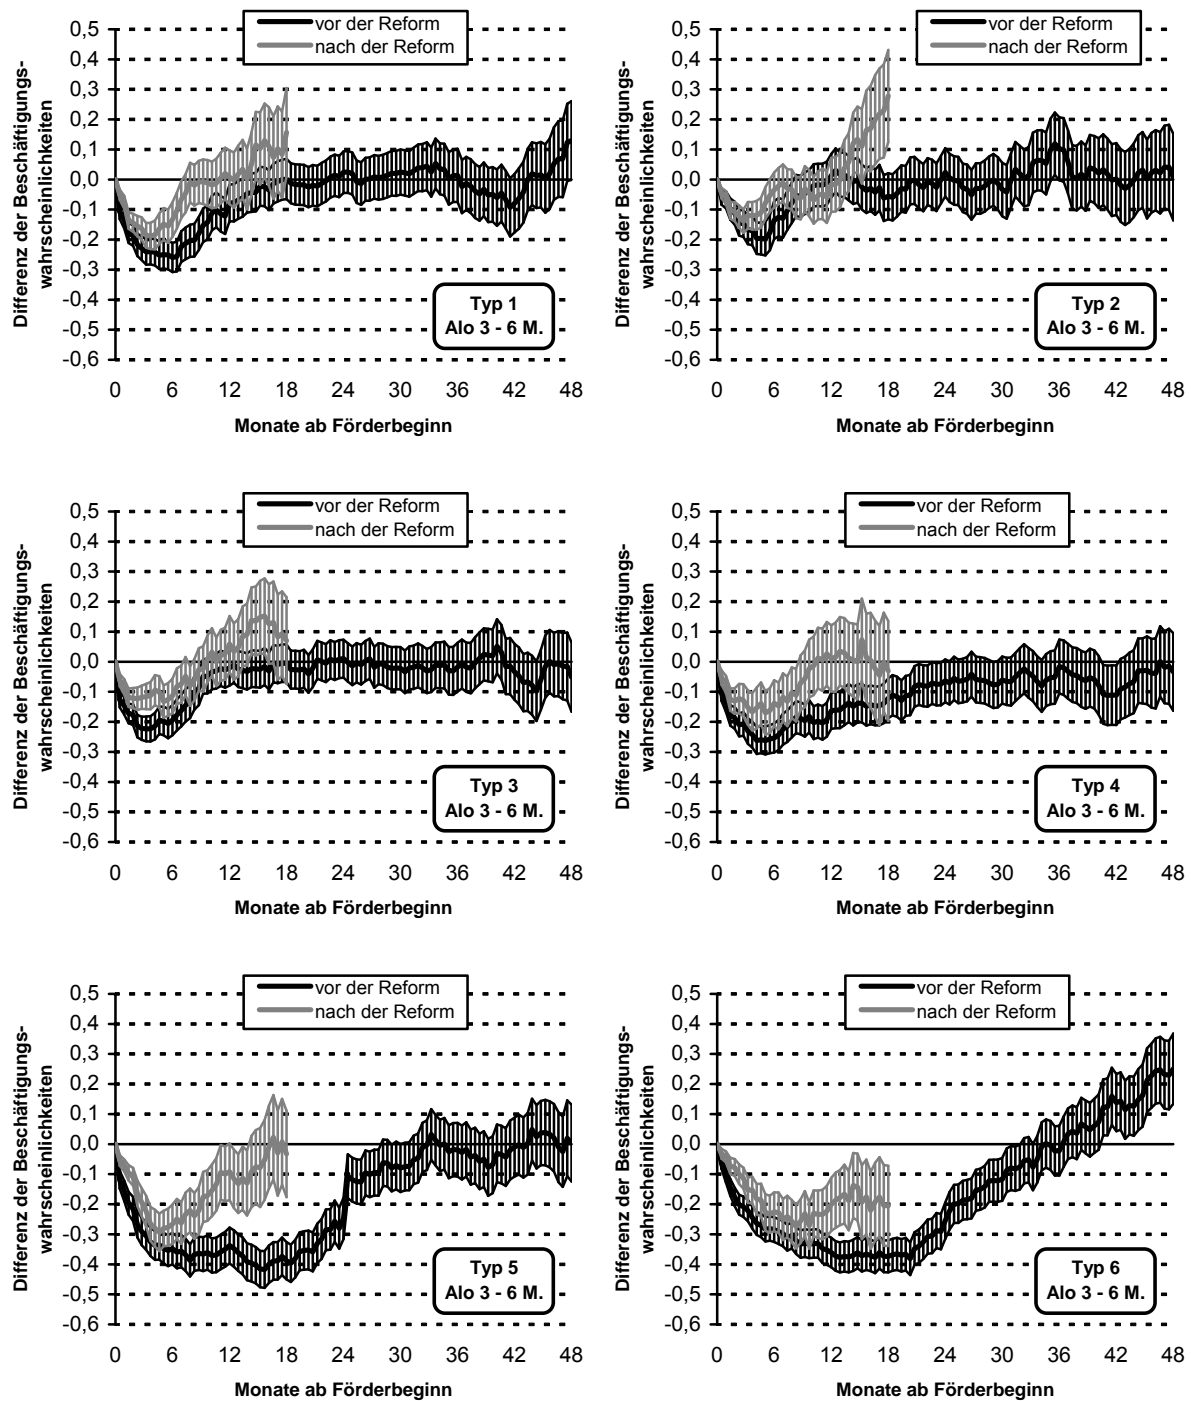 vor der Reform
nach der Reform
Differenz der Beschäftigungs-
wahrscheinlichkeiten
0,5
0,4
0,3
0,2
0,1
0,0
-0,1
-0,2
-0,3
-0,4
-0,5
-0,6
Typ 1
Alo 3 - 6 M.
0 6 12 18 24 30 36 42 48
Monate ab Förderbeginn
vor der Reform
nach der Reform
Differenz der Beschäftigungs-
wahrscheinlichkeiten
0,5
0,4
0,3
0,2
0,1
0,0
-0,1
-0,2
-0,3
-0,4
-0,5
-0,6
Typ 2
Alo 3 - 6 M.
0 6 12 18 24 30 36 42 48
Monate ab Förderbeginn
vor der Reform
nach der Reform
Differenz der Beschäftigungs-
wahrscheinlichkeiten
0,5
0,4
0,3
0,2
0,1
0,0
-0,1
-0,2
-0,3
-0,4
-0,5
-0,6
Typ 3
Alo 3 - 6 M.
0 6 12 18 24 30 36 42 48
Monate ab Förderbeginn
vor der Reform
nach der Reform
Differenz der Beschäftigungs-
wahrscheinlichkeiten
0,5
0,4
0,3
0,2
0,1
0,0
-0,1
-0,2
-0,3
-0,4
-0,5
-0,6
Typ 4
Alo 3 - 6 M.
0 6 12 18 24 30 36 42 48
Monate ab Förderbeginn
vor der Reform
nach der Reform
Differenz der Beschäftigungs-
wahrscheinlichkeiten
0,5
0,4
0,3
0,2
0,1
0,0
-0,1
-0,2
-0,3
-0,4
-0,5
-0,6
Typ 5
Alo 3 - 6 M.
0 6 12 18 24 30 36 42 48
Monate ab Förderbeginn
vor der Reform
nach der Reform
Differenz der Beschäftigungs-
wahrscheinlichkeiten
0,5
0,4
0,3
0,2
0,1
0,0
-0,1
-0,2
-0,3
-0,4
-0,5
-0,6
Typ 6
Alo 3 - 6 M.
0 6 12 18 24 30 36 42 48
Monate ab Förderbeginn